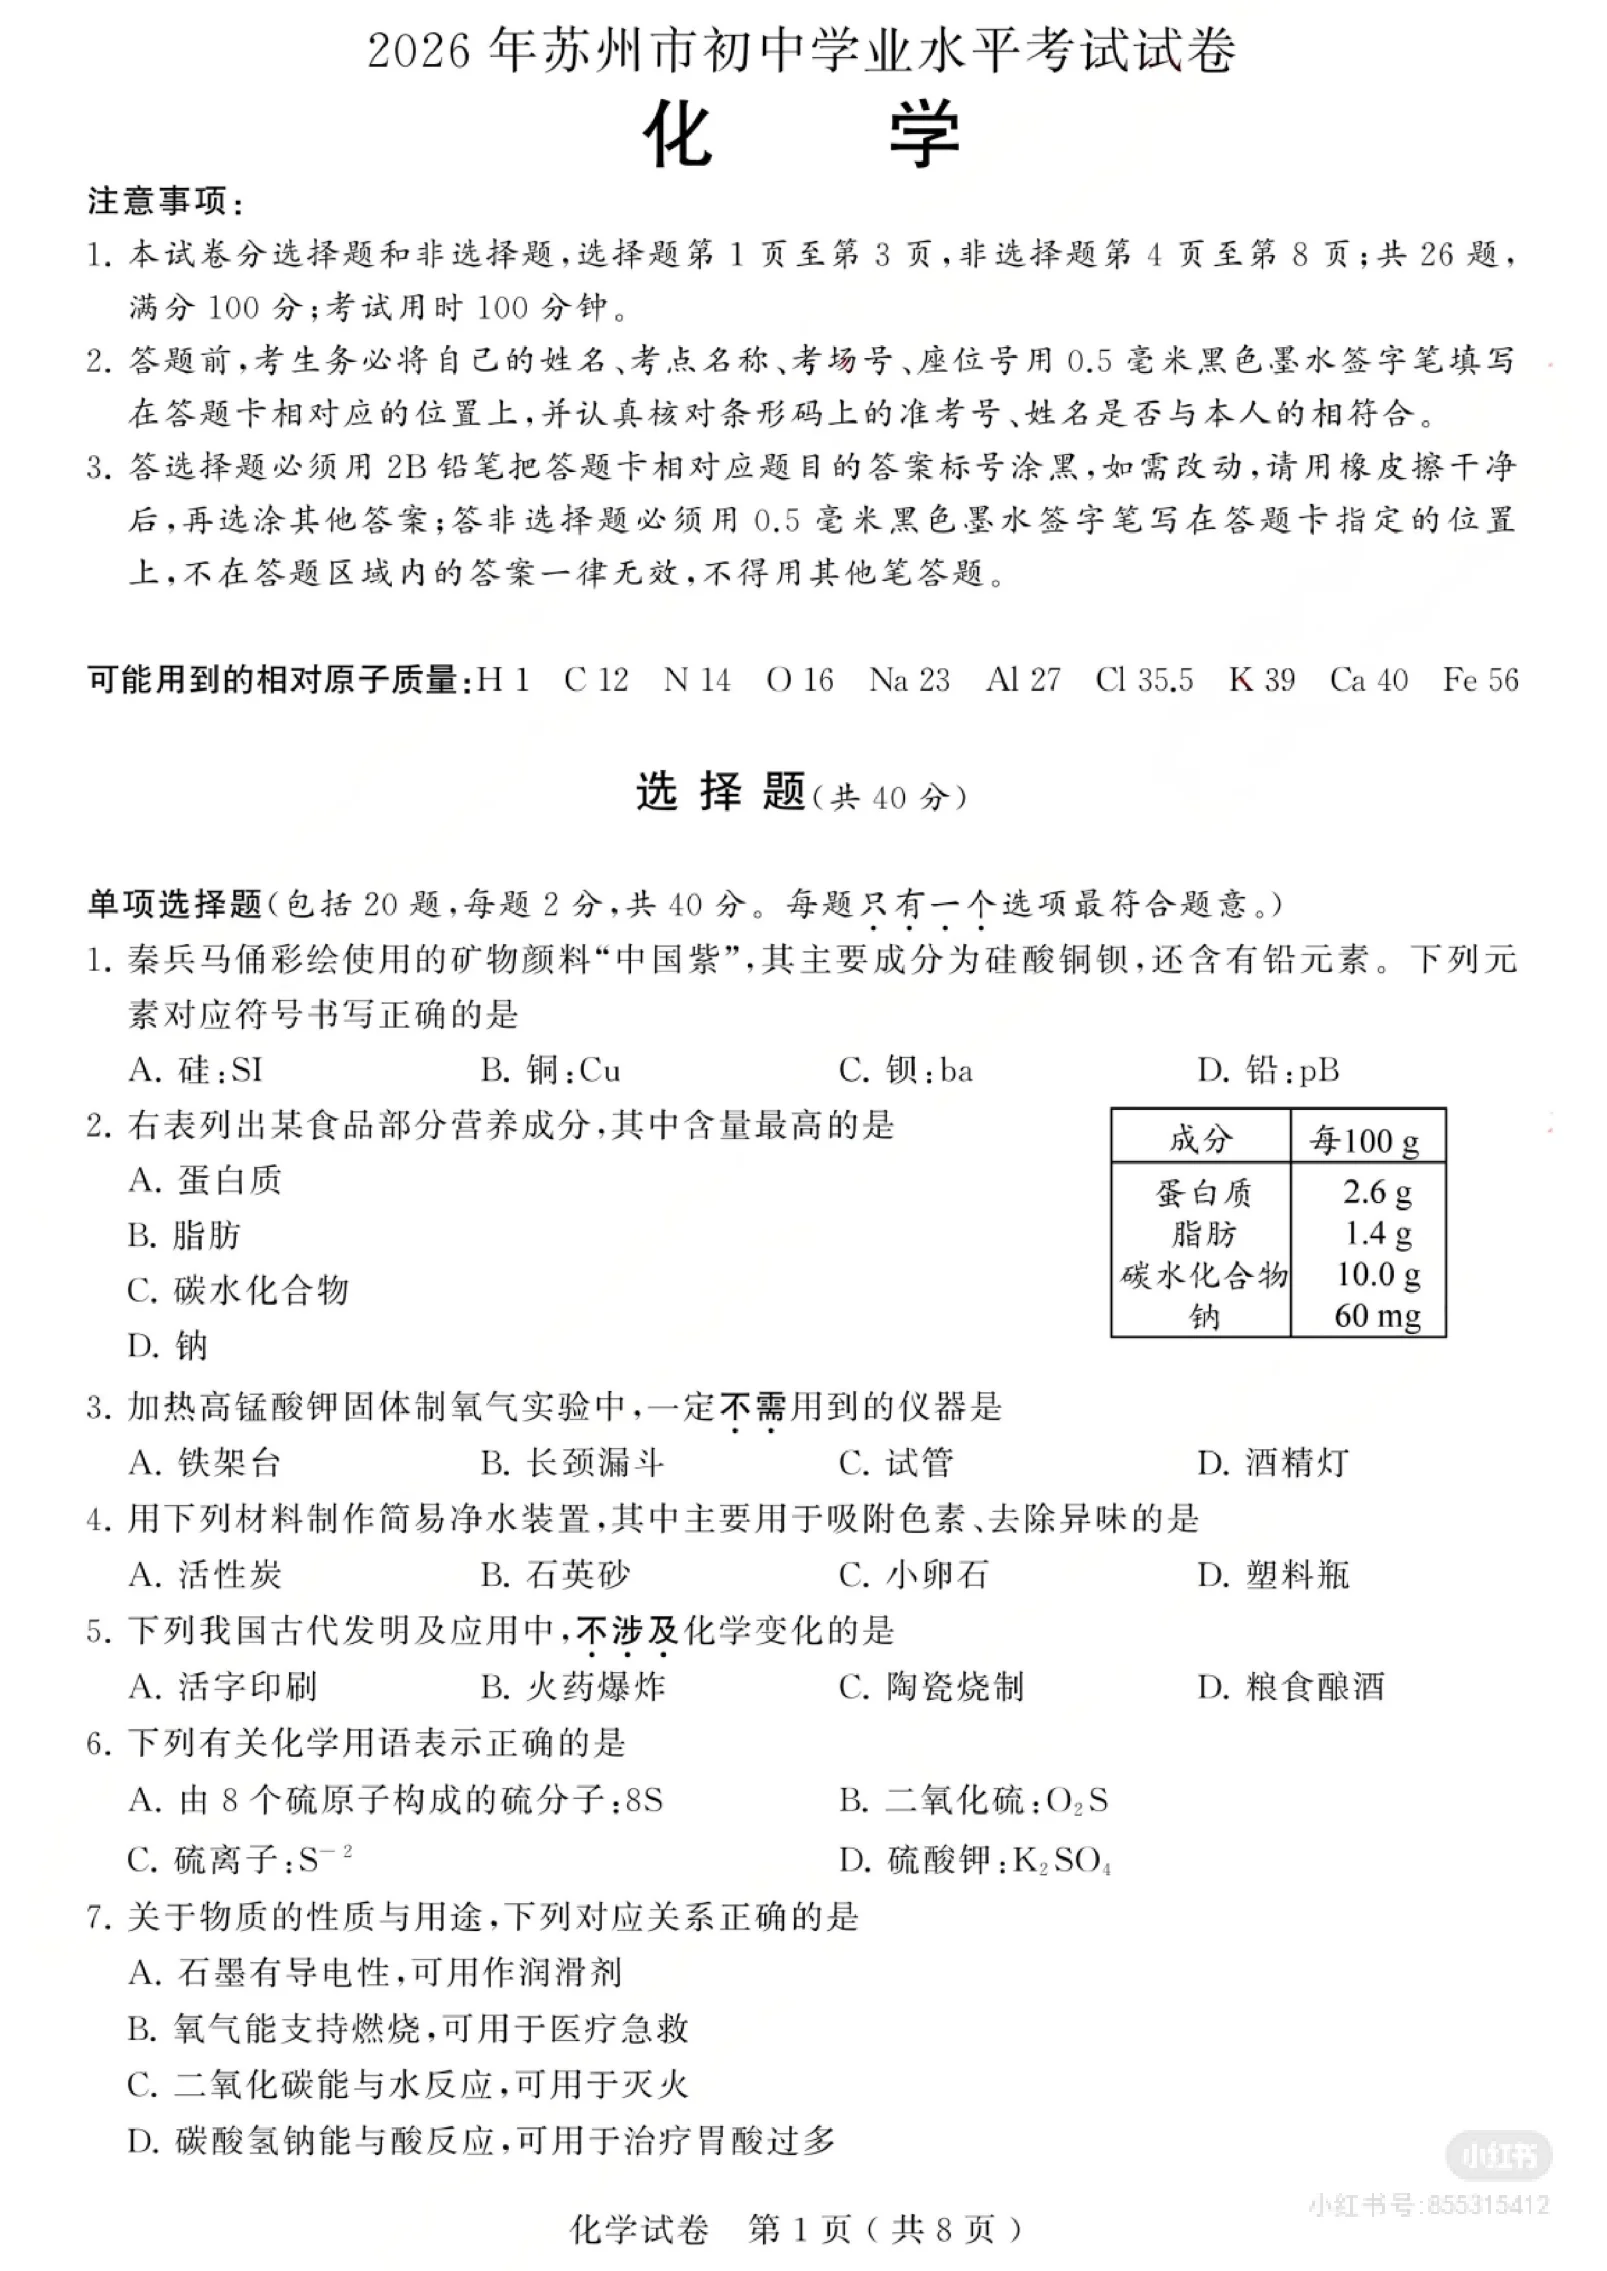 2026 年苏州市初中学业水平考试试卷
化 学
注意事项:
1. 本试卷分选择题和非选择题,选择题第 1 页至第 3 页,非选择题第 4 页至第 8 页;共 26 题,
满分 100 分;考试用时 100 分钟。
2. 答题前,考生务必将自己的姓名、考点名称、考场号、座位号用 0.5 毫米黑色墨水签字笔填写
在答题卡相对应的位置上,并认真核对条形码上的准考号、姓名是否与本人的相符合。
3. 答选择题必须用 2B 铅笔把答题卡相对应题目的答案标号涂黑,如需改动,请用橡皮擦干净
后,再选涂其他答案;答非选择题必须用 0.5 毫米黑色墨水签字笔写在答题卡指定的位置
上,不在答题区域内的答案一律无效,不得用其他笔答题。
可能用到的相对原子质量:H 1 C 12 N 14 O 16 Na 23 Al 27 Cl 35.5 K 39 Ca 40 Fe 56
选 择 题(共 40 分)
单项选择题(包括 20 题,每题 2 分,共 40 分。每题只有一个选项最符合题意。)
1. 秦兵马俑彩绘使用的矿物颜料“中国紫”,其主要成分为硅酸铜钡,还含有铅元素。下列元
素对应符号书写正确的是
A. 硅:SI B. 铜:Cu C. 钡:ba D. 铅:pB
2. 右表列出某食品部分营养成分,其中含量最高的是
A. 蛋白质
B. 脂肪
C. 碳水化合物
D. 钠
成分 每100 g
蛋白质 2.6 g
脂肪 1.4 g
碳水化合物 10.0 g
钠 60 mg
3. 加热高锰酸钾固体制氧气实验中,一定不需用到的仪器是
A. 铁架台 B. 长颈漏斗 C. 试管 D. 酒精灯
4. 用下列材料制作简易净水装置,其中主要用于吸附色素、去除异味的是
A. 活性炭 B. 石英砂 C. 小卵石 D. 塑料瓶
5. 下列我国古代发明及应用中,不涉及化学变化的是
A. 活字印刷 B. 火药爆炸 C. 陶瓷烧制 D. 粮食酿酒
6. 下列有关化学用语表示正确的是
A. 由 8 个硫原子构成的硫分子:8S B. 二氧化硫:O₂S
C. 硫离子:S⁻² D. 硫酸钾:K₂SO₄
7. 关于物质的性质与用途,下列对应关系正确的是
A. 石墨有导电性,可用作润滑剂
B. 氧气能支持燃烧,可用于医疗急救
C. 二氧化碳能与水反应,可用于灭火
D. 碳酸氢钠能与酸反应,可用于治疗胃酸过多
小红书
小红书号:855315412
化学试卷 第 1 页 ( 共 8 页 )